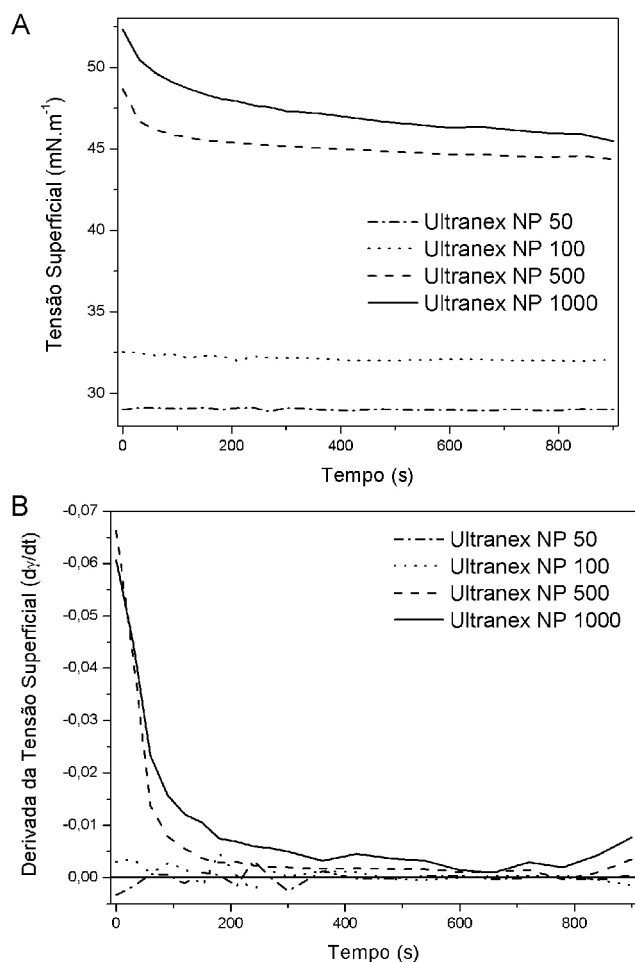 A
Tensão Superficial (mN.m⁻¹)
50
45
40
35
30
Ultranex NP 50
Ultranex NP 100
Ultranex NP 500
Ultranex NP 1000
0 200 400 600 800
Tempo (s)
B
Derivada da Tensão Superficial (dγ/dt)
-0,07
-0,06
-0,05
-0,04
-0,03
-0,02
-0,01
0,00
Ultranex NP 50
Ultranex NP 100
Ultranex NP 500
Ultranex NP 1000
0 200 400 600 800
Tempo (s)